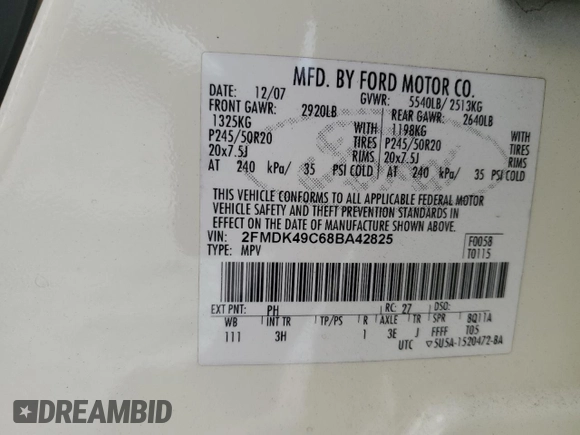 MFD. BY FORD MOTOR CO.
DATE: 12/07 GVWR: 5540LB/ 2513KG
FRONT GAWR: 2920LB REAR GAWR: 2640LB
1325KG 1198KG
P245/50R20 TIRES P245/50R20 TIRES
20x7.5J RIMS 20x7.5J RIMS
AT 240 kPa/ 35 PSI COLD AT 240 kPa/ 35 PSI COLD
THIS VEHICLE CONFORMS TO ALL APPLICABLE FEDERAL MOTOR
VEHICLE SAFETY AND THEFT PREVENTION STANDARDS IN
EFFECT ON THE DATE OF MANUFACTURE SHOWN ABOVE.
VIN: 2FMDK49C68BA42825 F0058
TYPE: MPV T0115
EXT PNT: PH RC: 27 DSO:
WB INT TR TP/PS R AXLE TR SPR BQ11A
111 3H 1 3E J FFFF T05
UTC ▽5U5A-1520472-BA
DREAMBID